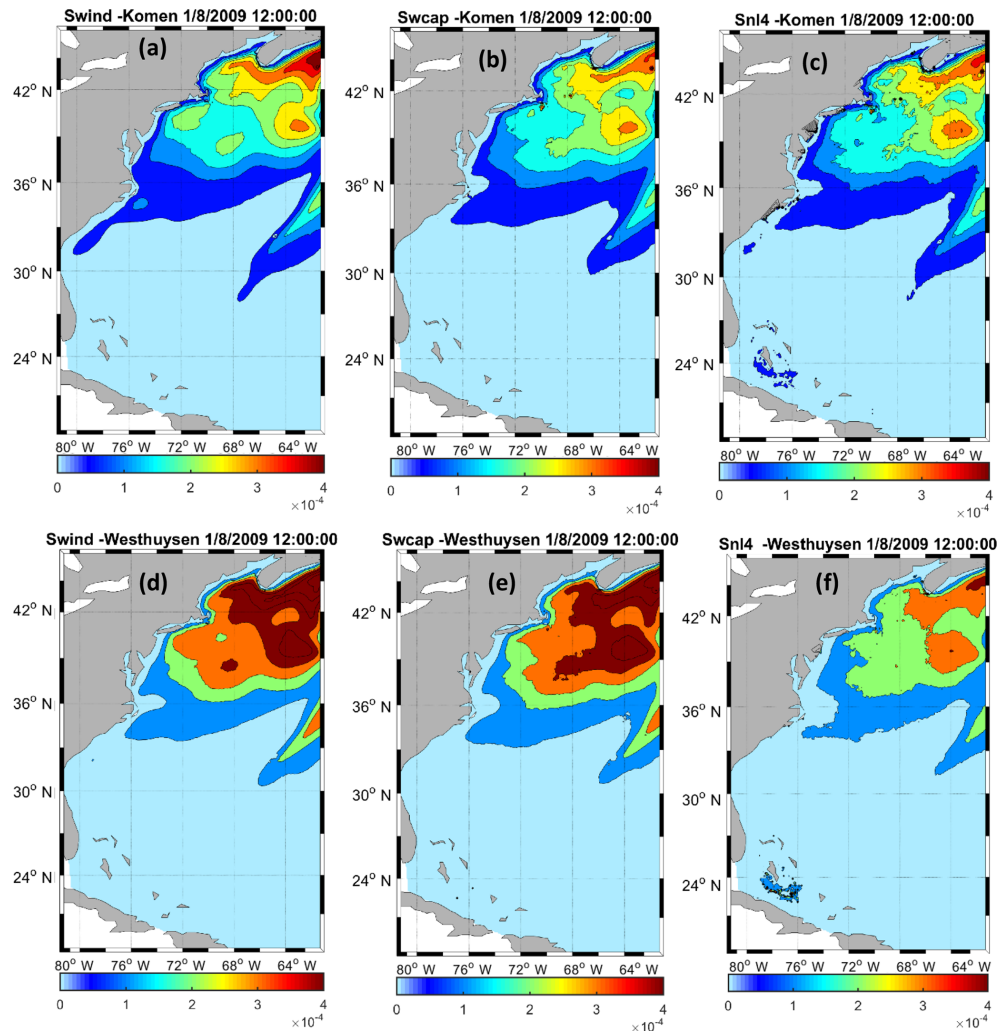 Swind -Komen 1/8/2009 12:00:00
Swcap -Komen 1/8/2009 12:00:00
Snl4 -Komen 1/8/2009 12:00:00
(a)
(b)
(c)
42° N
36° N
30° N
24° N
42° N
36° N
30° N
24° N
42° N
36° N
30° N
24° N
80° W 76° W 72° W 68° W 64° W
80° W 76° W 72° W 68° W 64° W
80° W 76° W 72° W 68° W 64° W
0 1 2 3 4
×10⁻⁴
0 1 2 3 4
×10⁻⁴
0 1 2 3 4
×10⁻⁴
Swind -Westhuysen 1/8/2009 12:00:00
Swcap -Westhuysen 1/8/2009 12:00:00
Snl4 -Westhuysen 1/8/2009 12:00:00
(d)
(e)
(f)
42° N
36° N
30° N
24° N
42° N
36° N
30° N
24° N
42° N
36° N
30° N
24° N
80° W 76° W 72° W 68° W 64° W
80° W 76° W 72° W 68° W 64° W
80° W 76° W 72° W 68° W 64° W
0 1 2 3 4
×10⁻⁴
0 1 2 3 4
×10⁻⁴
0 1 2 3 4
×10⁻⁴